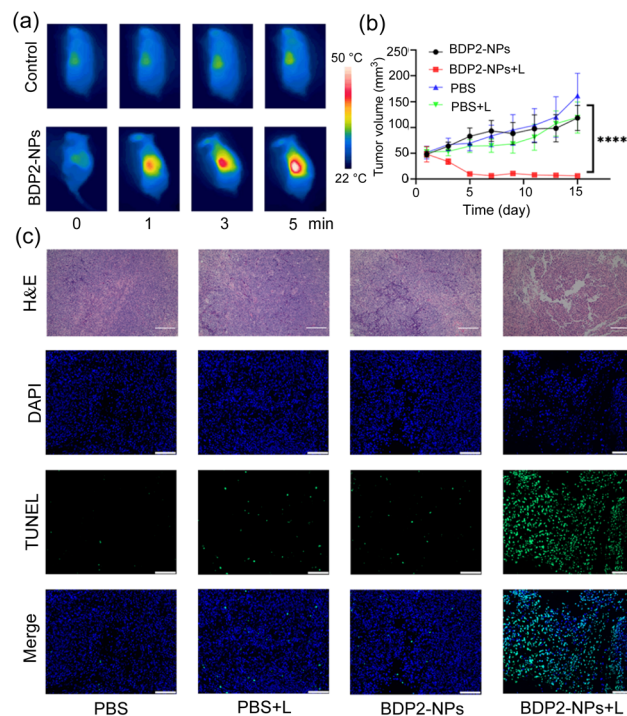 (a)
Control
BDP2-NPs
50 °C
22 °C
0 1 3 5 min
(b)
Tumor volume (mm³)
250
200
150
100
50
0
0 5 10 15
Time (day)
BDP2-NPs
BDP2-NPs+L
PBS
PBS+L
****
(c)
H&E
DAPI
TUNEL
Merge
PBS PBS+L BDP2-NPs BDP2-NPs+L